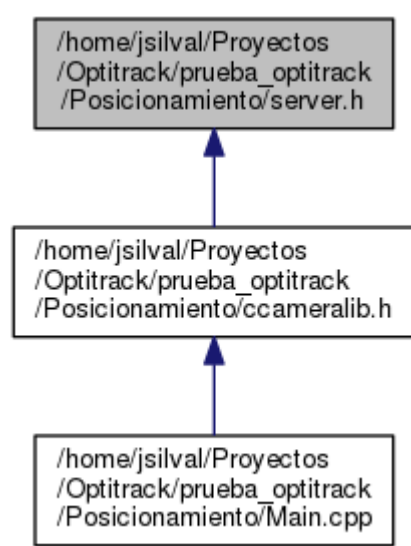 /home/jsilval/Proyectos
/Optitrack/prueba_optitrack
/Posicionamiento/server.h
/home/jsilval/Proyectos
/Optitrack/prueba_optitrack
/Posicionamiento/ccameralib.h
/home/jsilval/Proyectos
/Optitrack/prueba_optitrack
/Posicionamiento/Main.cpp